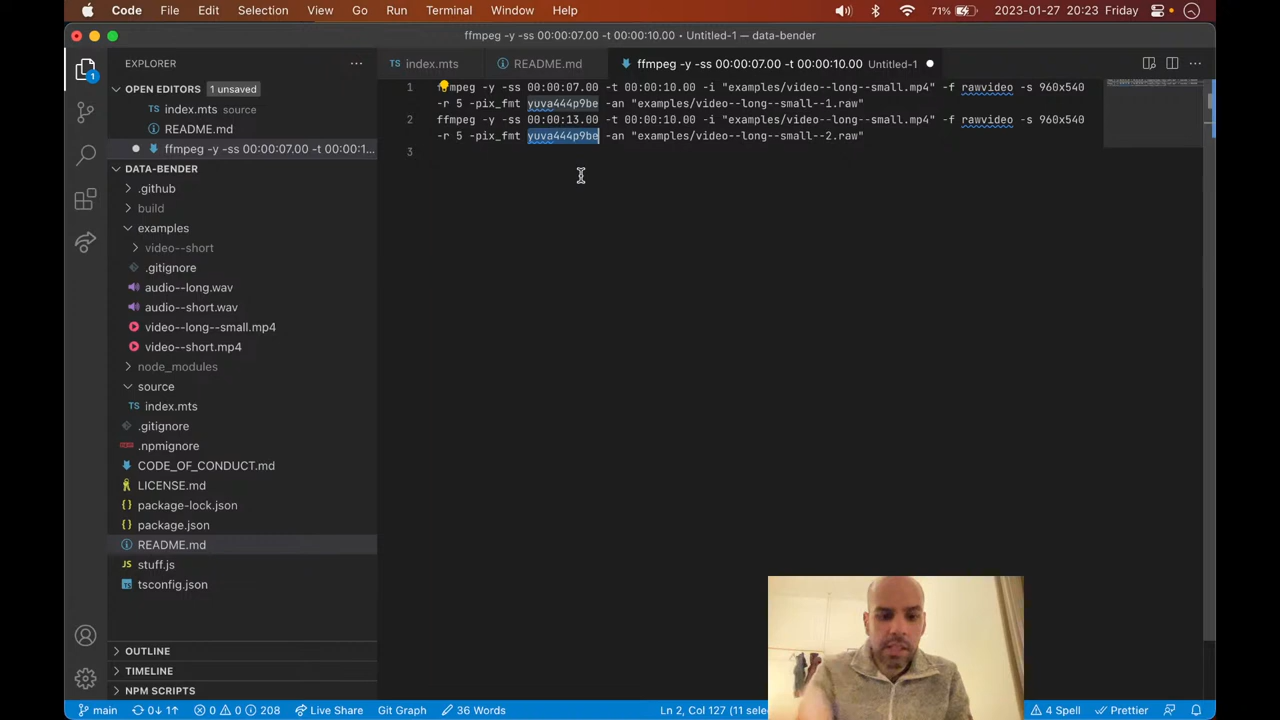 Code File Edit Selection View Go Run Terminal Window Help 71% 2023-01-27 20:23 Friday
ffmpeg -y -ss 00:00:07.00 -t 00:00:10.00 • Untitled-1 — data-bender
EXPLORER
index.mts
README.md
ffmpeg -y -ss 00:00:07.00 -t 00:00:10.00 Untitled-1
OPEN EDITORS 1 unsaved
index.mts source
README.md
ffmpeg -y -ss 00:00:07.00 -t 00:00:1...
DATA-BENDER
.github
build
examples
video--short
.gitignore
audio--long.wav
audio--short.wav
video--long--small.mp4
video--short.mp4
node_modules
source
TS index.mts
.gitignore
.npmignore
CODE_OF_CONDUCT.md
LICENSE.md
{} package-lock.json
{} package.json
README.md
JS stuff.js
tsconfig.json
OUTLINE
TIMELINE
NPM SCRIPTS
1 ffmpeg -y -ss 00:00:07.00 -t 00:00:10.00 -i "examples/video--long--small.mp4" -f rawvideo -s 960x540
-r 5 -pix_fmt yuva444p9be -an "examples/video--long--small--1.raw"
2 ffmpeg -y -ss 00:00:13.00 -t 00:00:10.00 -i "examples/video--long--small.mp4" -f rawvideo -s 960x540
-r 5 -pix_fmt yuva444p9be -an "examples/video--long--small--2.raw"
3
main 0↓ 1↑ 0 0 208 Live Share Git Graph 36 Words Ln 2, Col 127 (11 selec 4 Spell Prettier